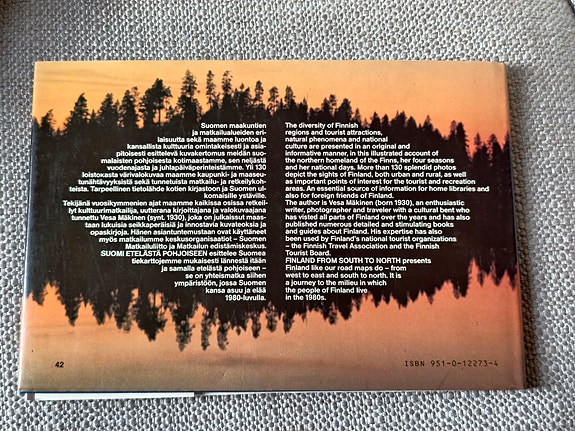 Suomen maakuntien
ja matkailualueiden eri-
laisuutta sekä maamme luontoa ja
kansallista kulttuuria omintakeisesti ja asia-
pitoisesti esittelevä kuvakertomus meidän suo-
malaisten pohjoisesta kotimaastamme, sen neljästä
vuodenajasta ja juhlapäiväperinteistämme. Yli 130
loistokasta värivalokuvaa maamme kaupunki- ja maaseu-
tunähtävyyksistä sekä tunnetuista matkailu- ja retkeilykoh-
teista. Tarpeellinen tietolähde kotien kirjastoon ja Suomen ul-
komaisille ystäville.
Tekijänä vuosikymmenien ajat maamme kaikissa osissa retkei-
lyt kulttuurimatkailija, uutterana kirjoittajana ja valokuvaajana
tunnettu Vesa Mäkinen (synt. 1930), joka on julkaissut maas-
taan lukuisia seikkaperäisiä ja innostavia kuvateoksia ja
opaskirjoja. Hänen asiantuntemustaan ovat käyttäneet
myös matkailumme keskusorganisaatiot – Suomen
Matkailuliitto ja Matkailun edistämiskeskus.
SUOMI ETELÄSTÄ POHJOISEEN esittelee Suomea
tiekarttojemme mukaisesti lännestä itään
ja samalla etelästä pohjoiseen –
se on yhteismatka siihen
ympäristöön, jossa Suomen
kansa asuu ja elää
1980-luvulla.
The diversity of Finnish
regions and tourist attractions,
natural phenomena and national
culture are presented in an original and
informative manner, in this illustrated account of
the northern homeland of the Finns, her four seasons
and her national days. More than 130 splendid photos
depict the sights of Finland, both urban and rural, as well
as important points of interest for the tourist and recreation
areas. An essential source of information for home libraries and
also for foreign friends of Finland.
The author is Vesa Mäkinen (born 1930), an enthusiastic
writer, photographer and traveler with a cultural bent who
has visted all parts of Finland over the years and has also
published numerous detailed and stimulating books
and guides about Finland. His expertise has also
been used by Finland's national tourist organizations
– the Finnish Travel Association and the Finnish
Tourist Board.
FINLAND FROM SOUTH TO NORTH presents
Finland like our road maps do – from
west to east and south to north. It is
a journey to the milieu in which
the people of Finland live
in the 1980s.
42
ISBN 951-0-12273-4